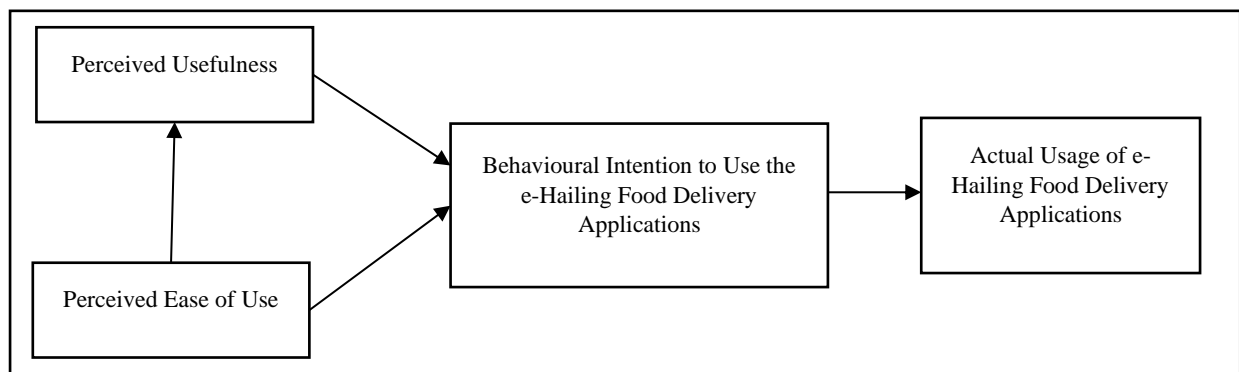 Perceived Usefulness
Behavioural Intention to Use the
e-Hailing Food Delivery
Applications
Actual Usage of e-
Hailing Food Delivery
Applications
Perceived Ease of Use